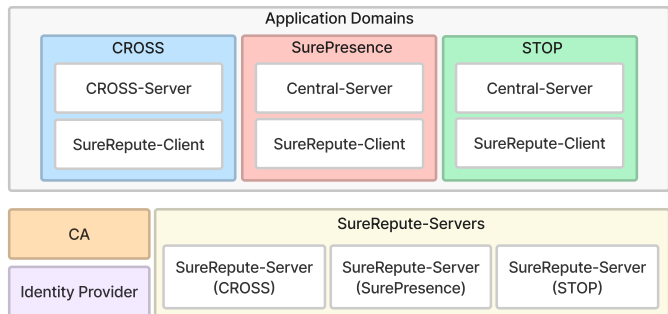 Application Domains
CROSS
CROSS-Server
SureRepute-Client
SurePresence
Central-Server
SureRepute-Client
STOP
Central-Server
SureRepute-Client
CA
Identity Provider
SureRepute-Servers
SureRepute-Server
(CROSS)
SureRepute-Server
(SurePresence)
SureRepute-Server
(STOP)